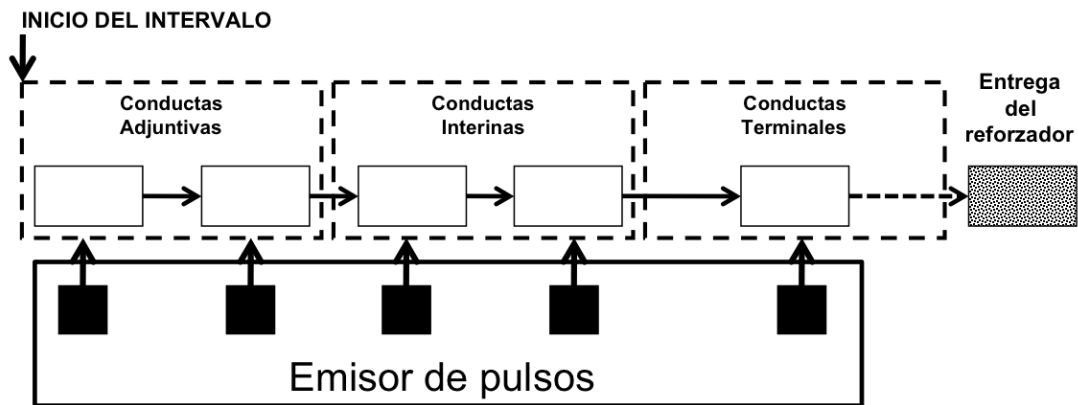 INICIO DEL INTERVALO
Conductas
Adjuntivas
Conductas
Interinas
Conductas
Terminales
Entrega
del
reforzador
Emisor de pulsos